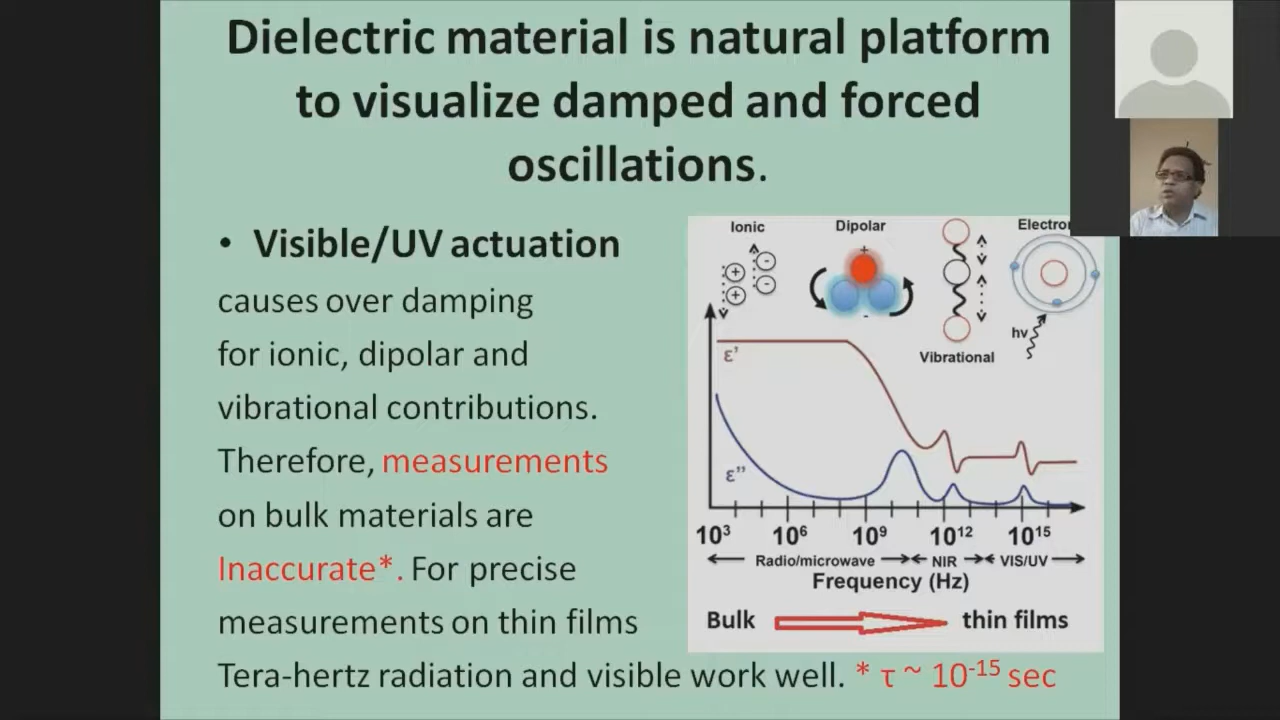 Dielectric material is natural platform
to visualize damped and forced
oscillations.
• Visible/UV actuation
causes over damping
for ionic, dipolar and
vibrational contributions.
Therefore, measurements
on bulk materials are
Inaccurate*. For precise
measurements on thin films
Tera-hertz radiation and visible work well. * τ ~ 10⁻¹⁵ sec
Ionic Dipolar Electron
+ -
+ -
+
-
hν
Vibrational
ε'
ε''
10³ 10⁶ 10⁹ 10¹² 10¹⁵
Radio/microwave NIR VIS/UV
Frequency (Hz)
Bulk thin films